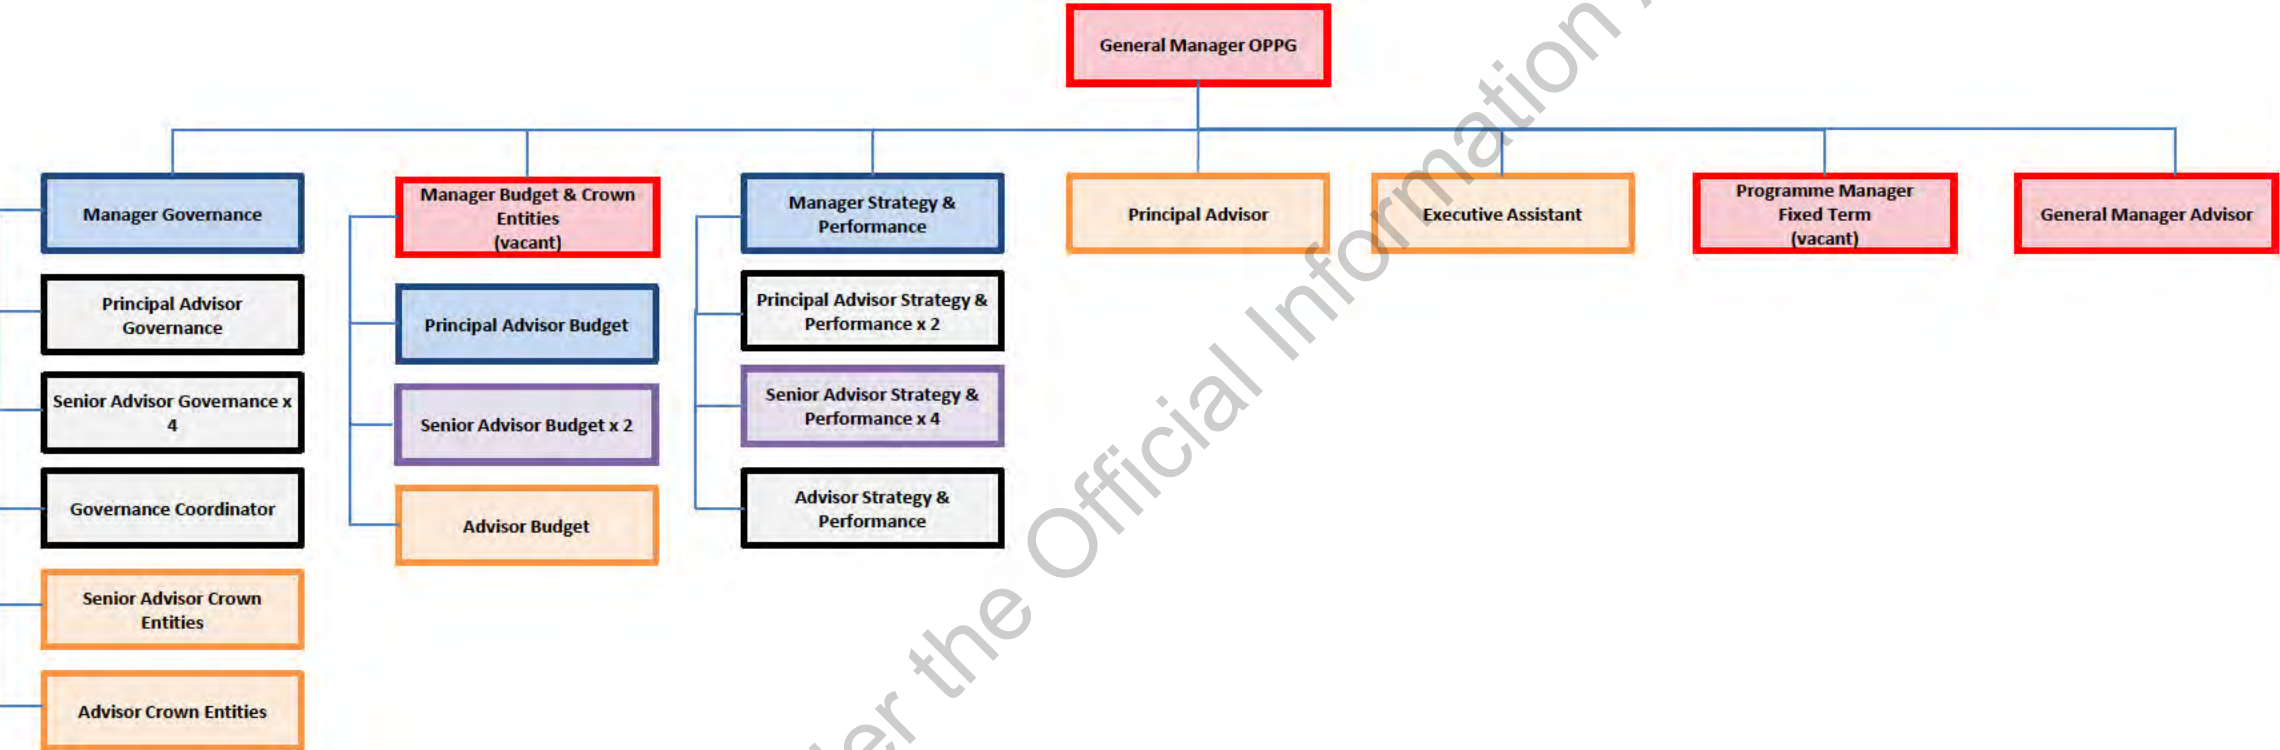 General Manager OPPG
Manager Governance
Principal Advisor
Governance
Senior Advisor Governance x
4
Governance Coordinator
Senior Advisor Crown
Entities
Advisor Crown Entities
Manager Budget & Crown
Entities
(vacant)
Principal Advisor Budget
Senior Advisor Budget x 2
Advisor Budget
Manager Strategy &
Performance
Principal Advisor Strategy &
Performance x 2
Senior Advisor Strategy &
Performance x 4
Advisor Strategy &
Performance
Principal Advisor
Executive Assistant
Programme Manager
Fixed Term
(vacant)
General Manager Advisor
the Official Information